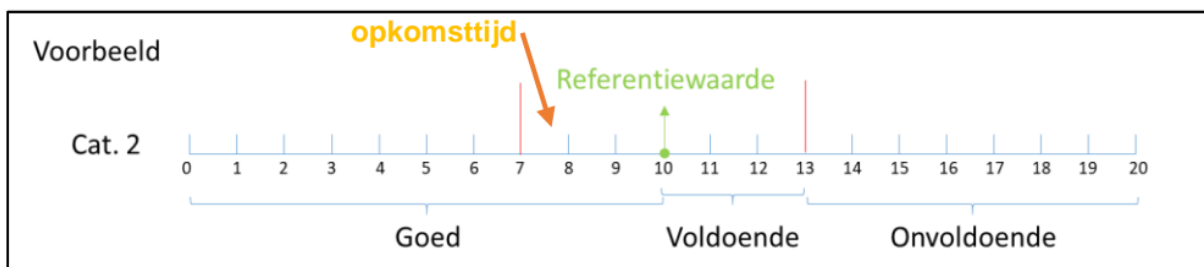 opkomsttijd
Voorbeeld
Referentiewaarde
Cat. 2
0 1 2 3 4 5 6 7 8 9 10 11 12 13 14 15 16 17 18 19 20
Goed Voldoende Onvoldoende